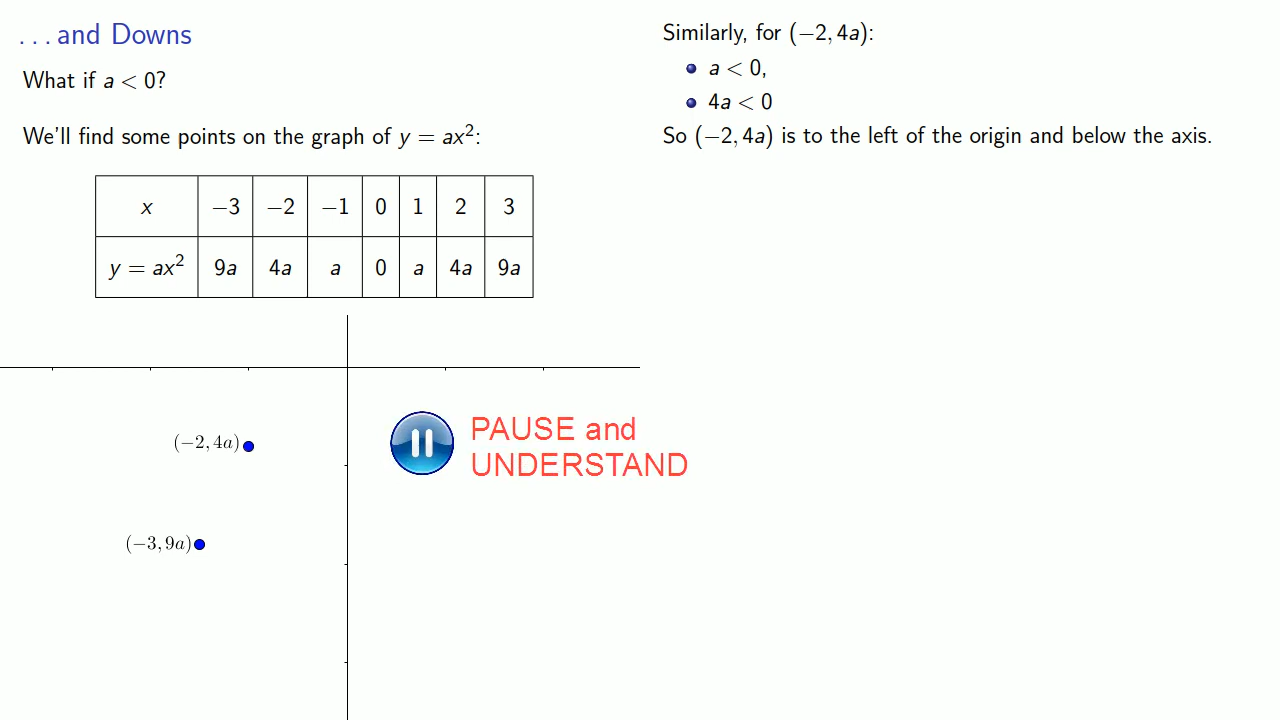 ...and Downs
What if a < 0?
We'll find some points on the graph of y = ax²:
x −3 −2 −1 0 1 2 3
y = ax² 9a 4a a 0 a 4a 9a
(−2, 4a)
(−3, 9a)
PAUSE and
UNDERSTAND
Similarly, for (−2, 4a):
a < 0,
4a < 0
So (−2, 4a) is to the left of the origin and below the axis.